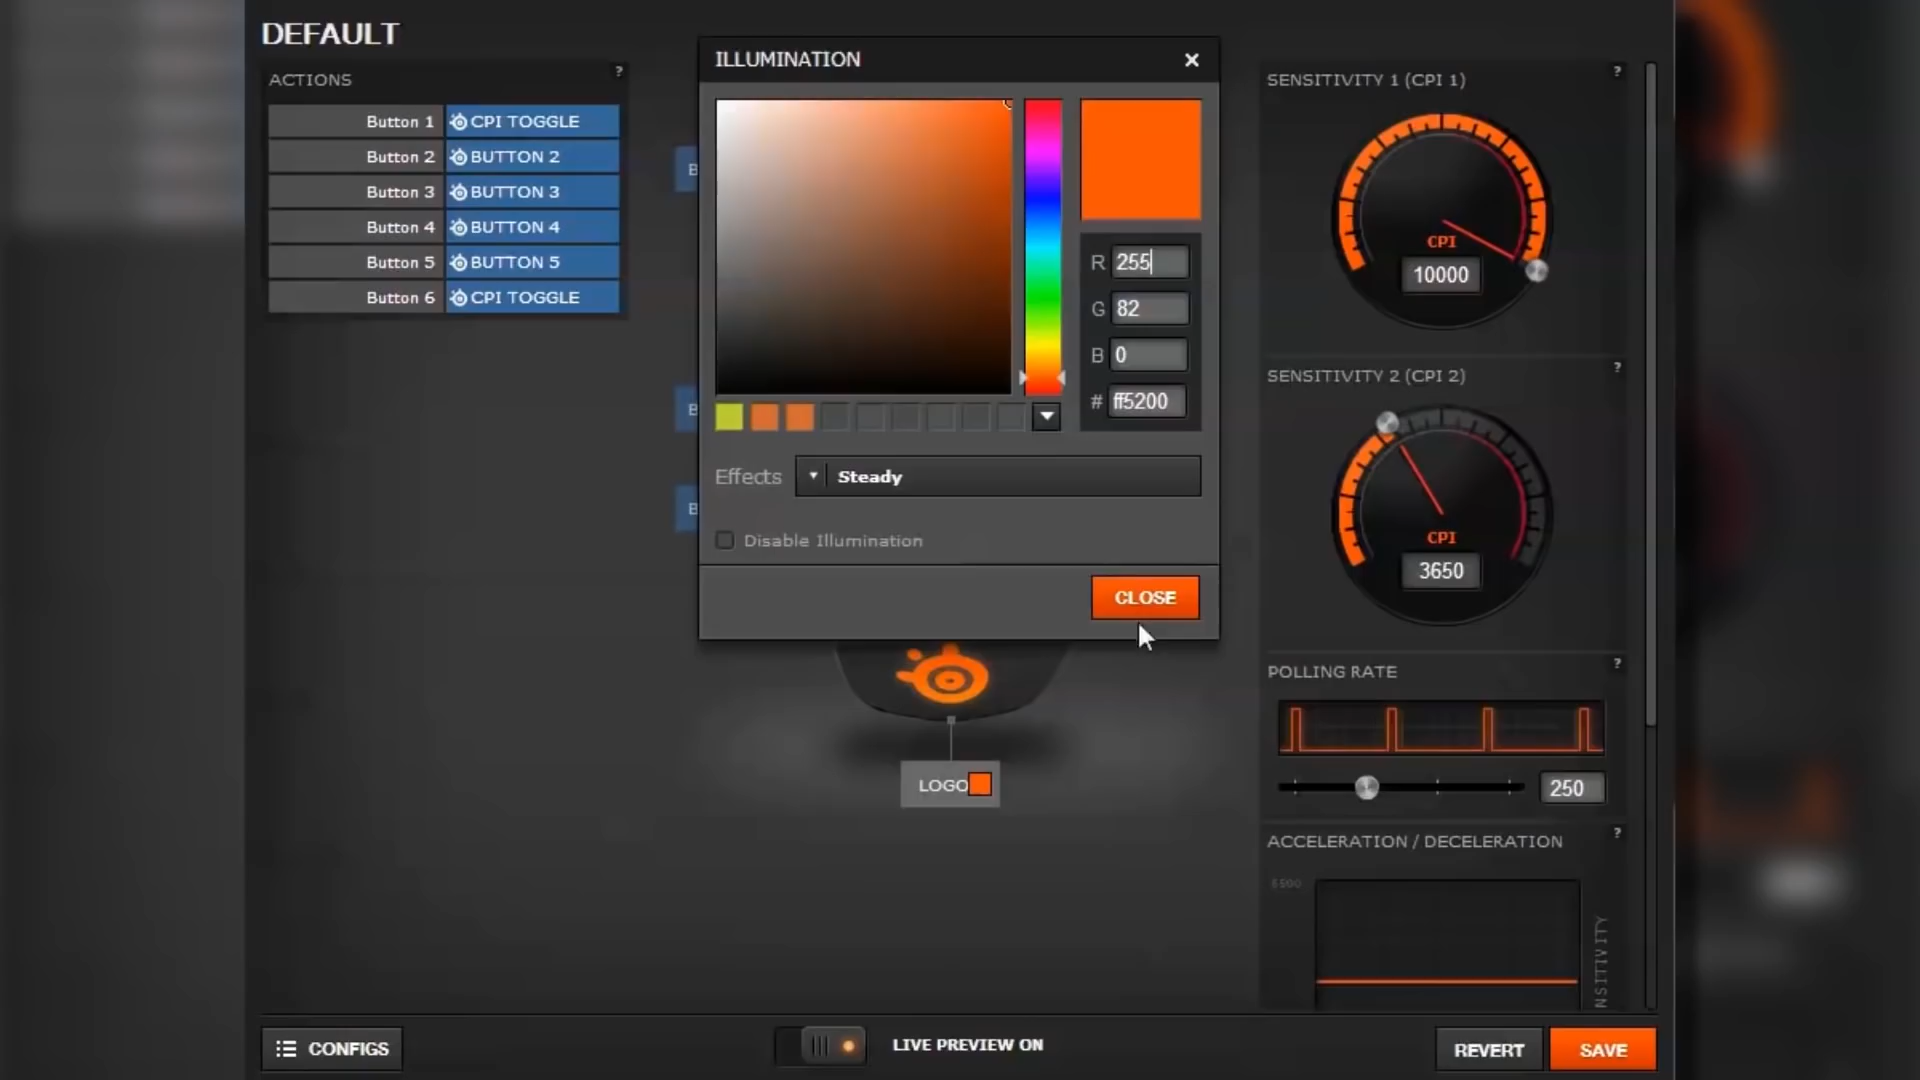 DEFAULT
ACTIONS
?
Button 1 CPI TOGGLE
Button 2 BUTTON 2
Button 3 BUTTON 3
Button 4 BUTTON 4
Button 5 BUTTON 5
Button 6 CPI TOGGLE
B
B
B
ILLUMINATION
R 255
G 82
B 0
# ff5200
Effects Steady
Disable Illumination
CLOSE
LOGO
SENSITIVITY 1 (CPI 1)
?
CPI
10000
SENSITIVITY 2 (CPI 2)
?
CPI
3650
POLLING RATE
?
250
ACCELERATION / DECELERATION
?
6500
NSITIVITY
CONFIGS
LIVE PREVIEW ON
REVERT
SAVE